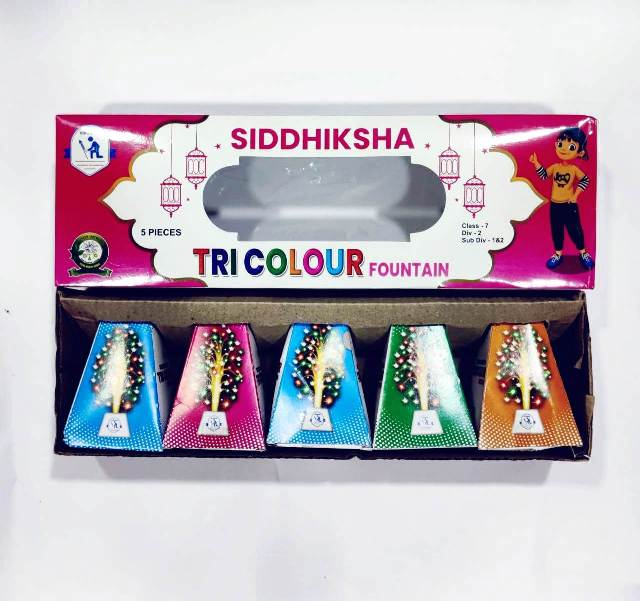 SIDDHIKSHA
5 PIECES
Class - 7
Div - 2
Sub Div - 1&2
TRI COLOUR FOUNTAIN